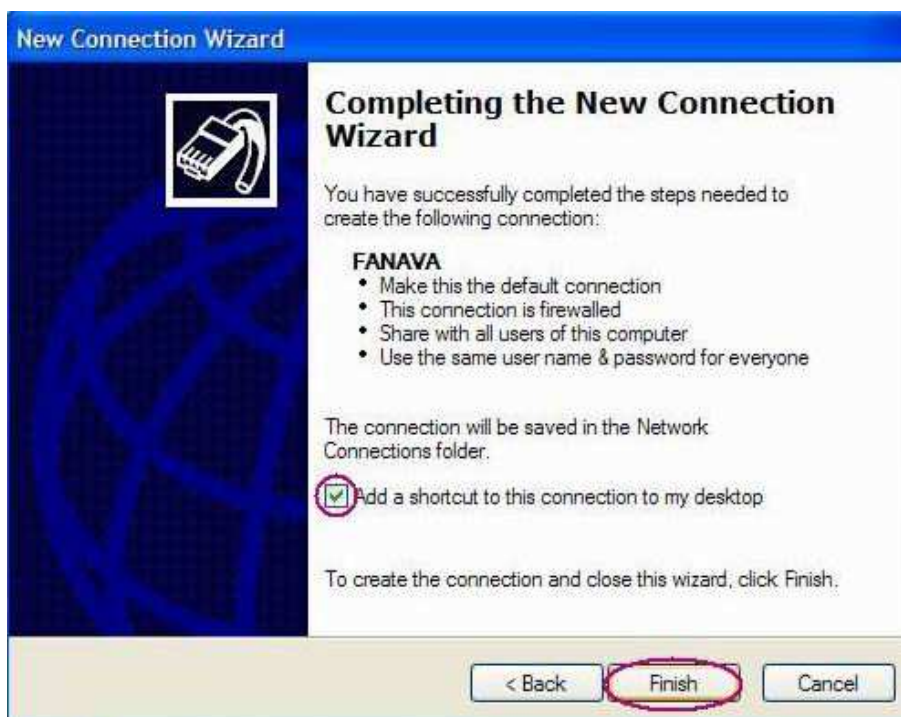 New Connection Wizard
Completing the New Connection
Wizard
You have successfully completed the steps needed to
create the following connection:
FANAVA
• Make this the default connection
• This connection is firewalled
• Share with all users of this computer
• Use the same user name & password for everyone
The connection will be saved in the Network
Connections folder.
Add a shortcut to this connection to my desktop
To create the connection and close this wizard, click Finish.
< Back Finish Cancel